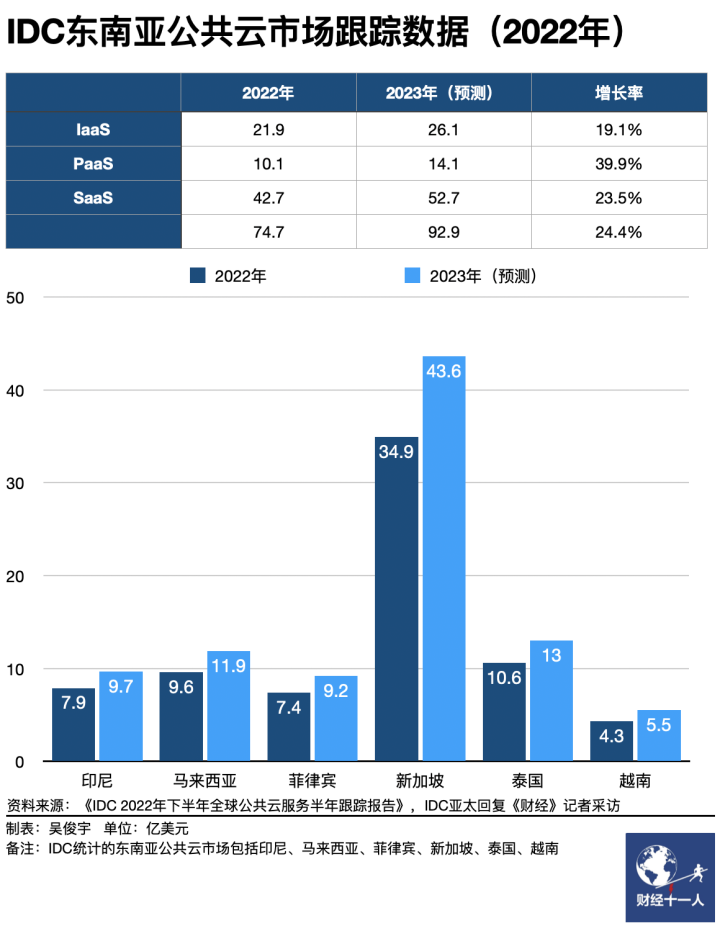 IDC东南亚公共云市场跟踪数据（2022年）
2022年 2023年（预测） 增长率
IaaS 21.9 26.1 19.1%
PaaS 10.1 14.1 39.9%
SaaS 42.7 52.7 23.5%
74.7 92.9 24.4%
2022年 2023年（预测）
50
40
30
20
10
0
7.9 9.7 9.6 11.9 7.4 9.2 34.9 43.6 10.6 13 4.3 5.5
印尼 马来西亚 菲律宾 新加坡 泰国 越南
资料来源：《IDC 2022年下半年全球公共云服务半年跟踪报告》，IDC亚太回复《财经》记者采访
制表：吴俊宇 单位：亿美元
备注：IDC统计的东南亚公共云市场包括印尼、马来西亚、菲律宾、新加坡、泰国、越南
财经十一人